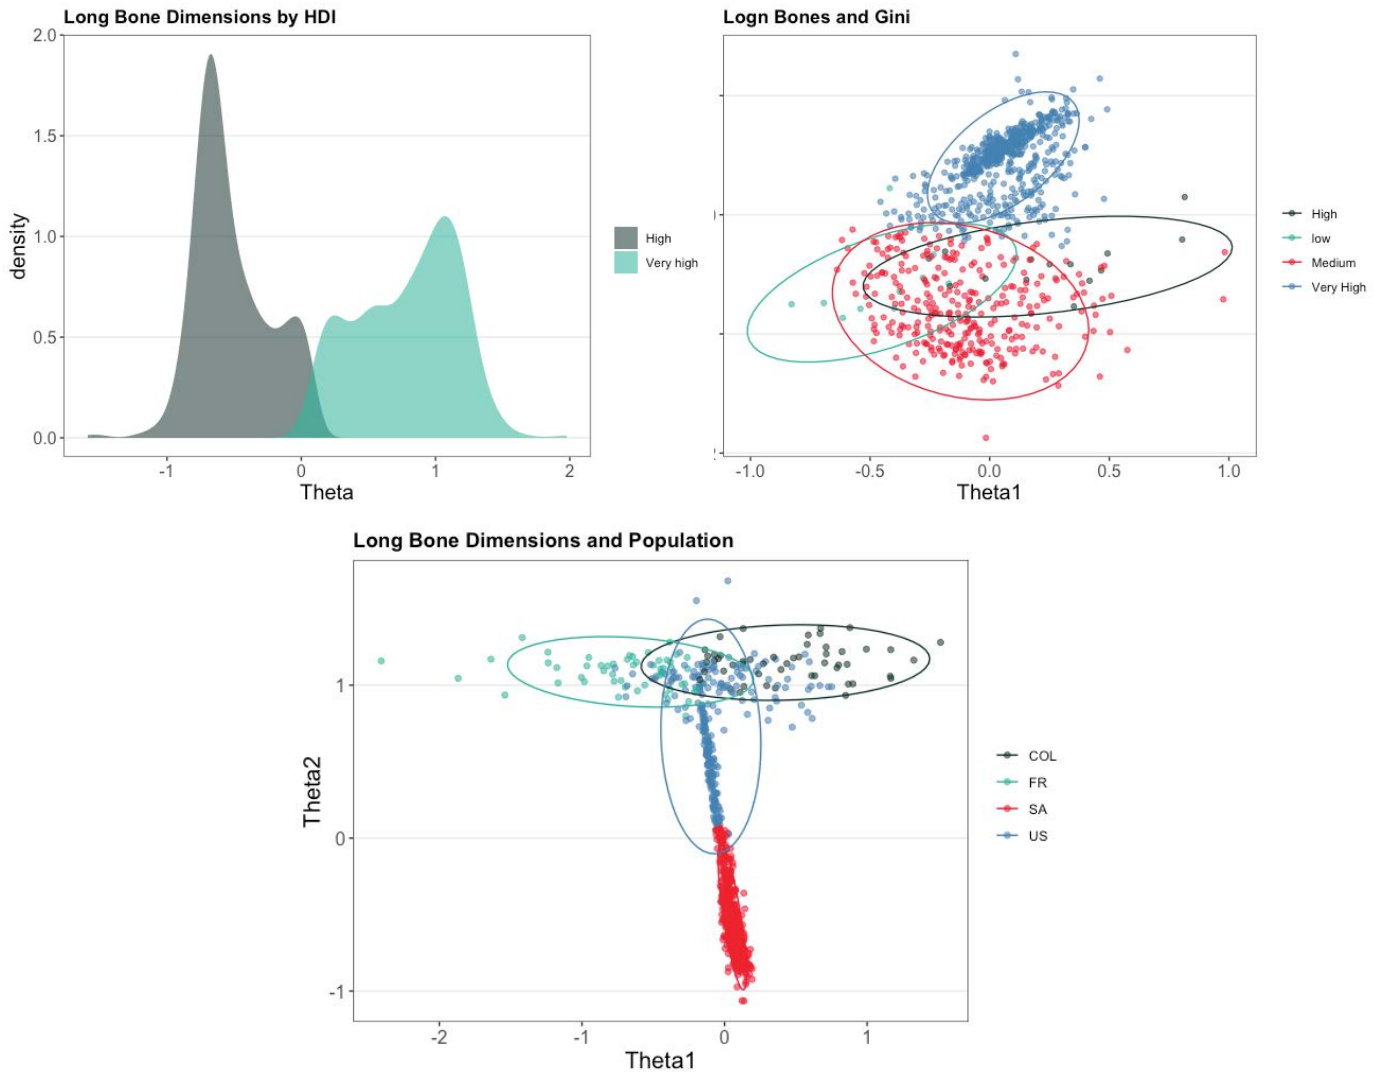 Long Bone Dimensions by HDI
2.0
1.5
1.0
0.5
0.0
density
-1
0
1
2
Theta
High
Very high
Logn Bones and Gini
-1.0
-0.5
0.0
0.5
1.0
Theta1
High
low
Medium
Very High
Long Bone Dimensions and Population
1
0
-1
Theta2
-2
-1
0
1
Theta1
COL
FR
SA
US